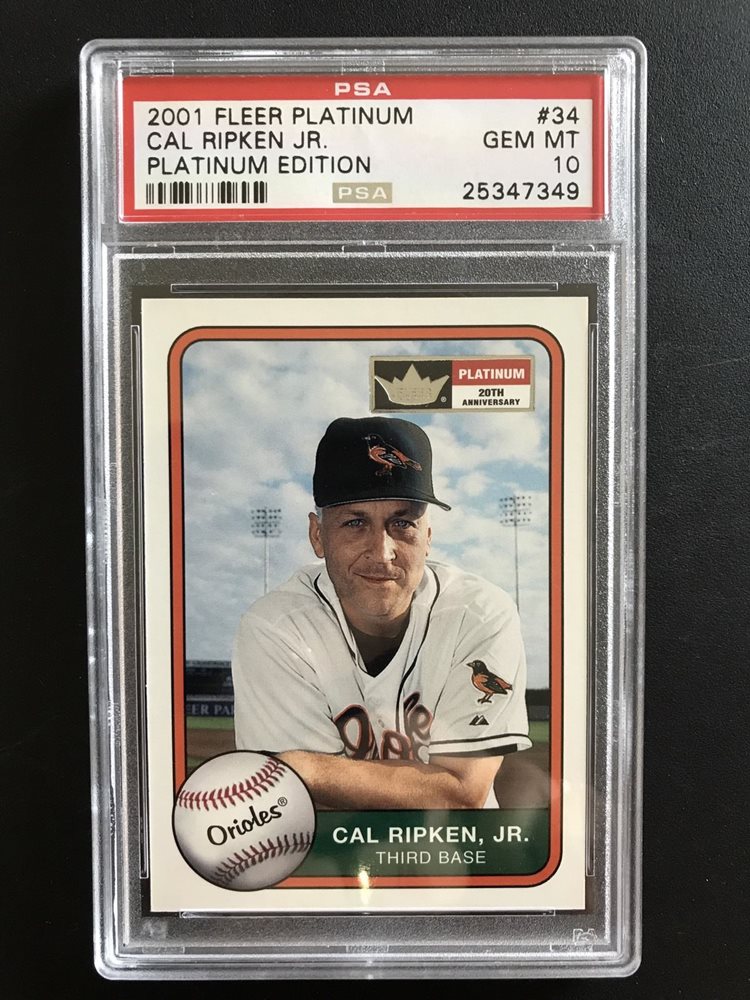 PSA
2001 FLEER PLATINUM #34
CAL RIPKEN JR. GEM MT
PLATINUM EDITION 10
PSA 25347349
PLATINUM
20TH
ANNIVERSARY
Orioles®
CAL RIPKEN, JR.
THIRD BASE